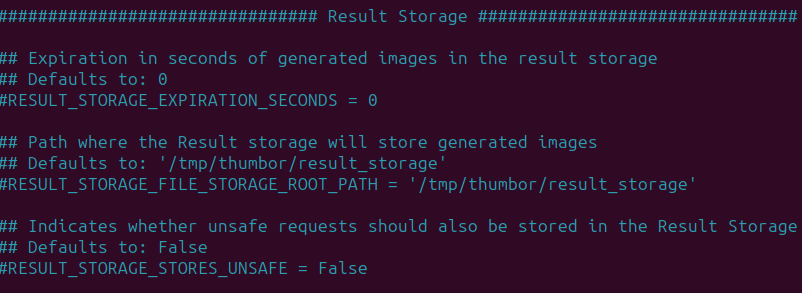 ################################ Result Storage ################################
## Expiration in seconds of generated images in the result storage
## Defaults to: 0
#RESULT_STORAGE_EXPIRATION_SECONDS = 0
## Path where the Result storage will store generated images
## Defaults to: '/tmp/thumbor/result_storage'
#RESULT_STORAGE_FILE_STORAGE_ROOT_PATH = '/tmp/thumbor/result_storage'
## Indicates whether unsafe requests should also be stored in the Result Storage
## Defaults to: False
#RESULT_STORAGE_STORES_UNSAFE = False